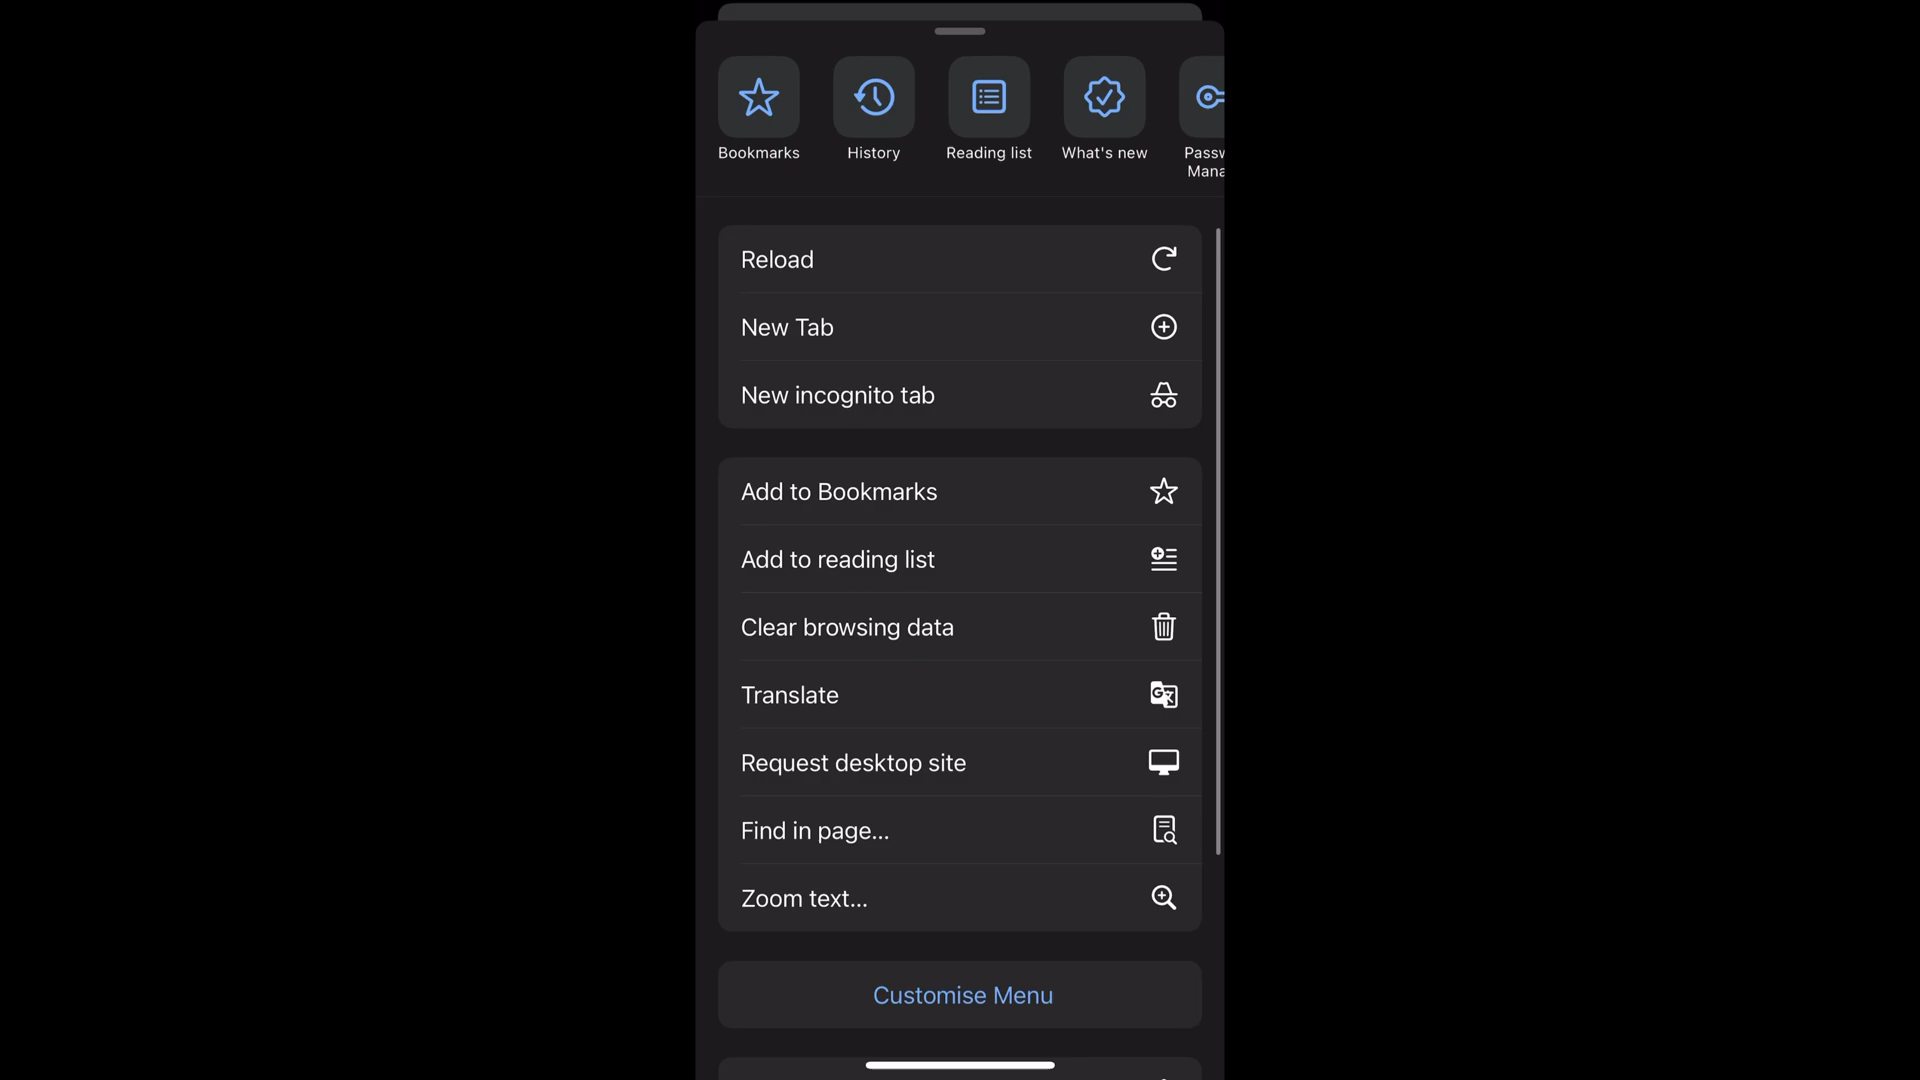 Bookmarks
History
Reading list
What's new
Passw
Mana
Reload
New Tab
New incognito tab
Add to Bookmarks
Add to reading list
Clear browsing data
Translate
Request desktop site
Find in page...
Zoom text...
Customise Menu